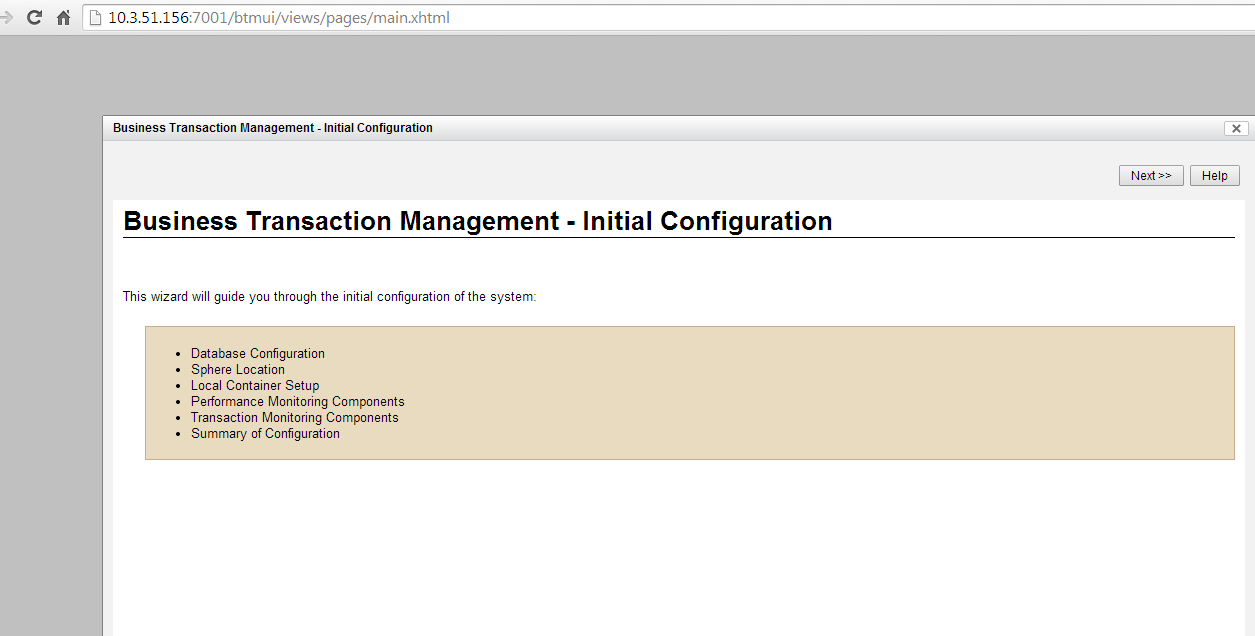 10.3.51.156:7001/btmui/views/pages/main.xhtml
Business Transaction Management - Initial Configuration
Next >> Help
Business Transaction Management - Initial Configuration
This wizard will guide you through the initial configuration of the system:
• Database Configuration
• Sphere Location
• Local Container Setup
• Performance Monitoring Components
• Transaction Monitoring Components
• Summary of Configuration